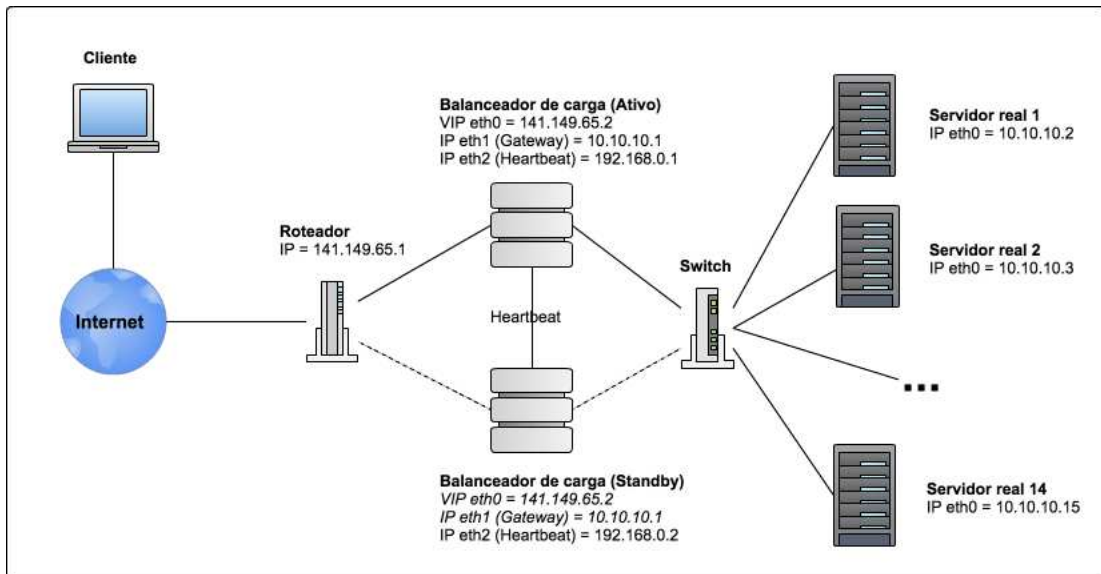 Cliente
Internet
Roteador
IP = 141.149.65.1
Balanceador de carga (Ativo)
VIP eth0 = 141.149.65.2
IP eth1 (Gateway) = 10.10.10.1
IP eth2 (Heartbeat) = 192.168.0.1
Heartbeat
Balanceador de carga (Standby)
VIP eth0 = 141.149.65.2
IP eth1 (Gateway) = 10.10.10.1
IP eth2 (Heartbeat) = 192.168.0.2
Switch
Servidor real 1
IP eth0 = 10.10.10.2
Servidor real 2
IP eth0 = 10.10.10.3
...
Servidor real 14
IP eth0 = 10.10.10.15